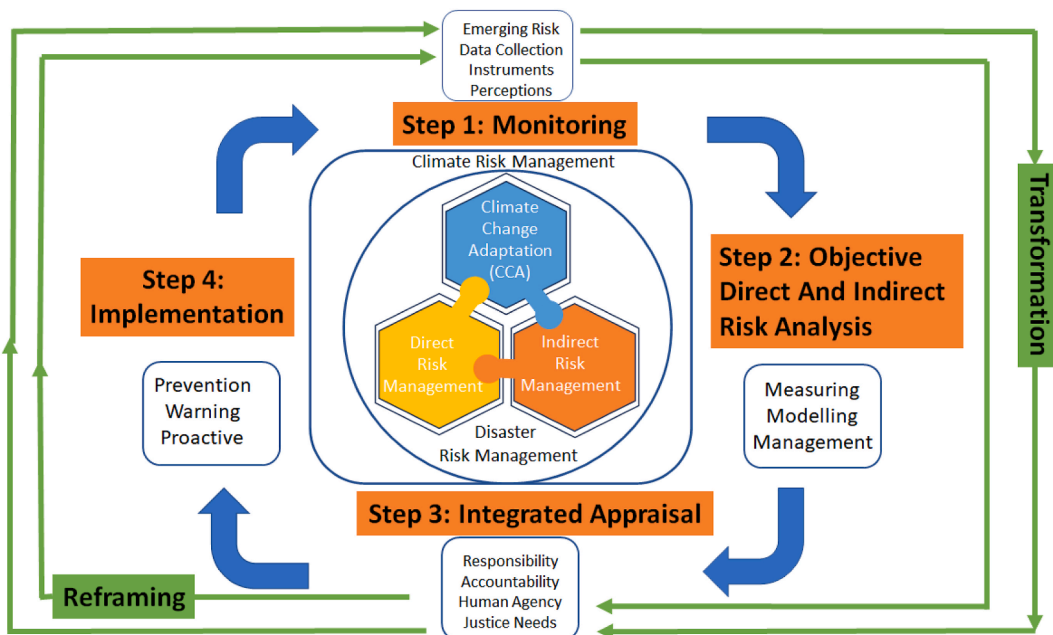 Emerging Risk
Data Collection
Instruments
Perceptions
Step 1: Monitoring
Climate Risk Management
Climate
Change
Adaptation
(CCA)
Direct
Risk
Management
Indirect
Risk
Management
Disaster
Risk Management
Step 2: Objective
Direct And Indirect
Risk Analysis
Measuring
Modelling
Management
Step 3: Integrated Appraisal
Responsibility
Accountability
Human Agency
Justice Needs
Step 4:
Implementation
Prevention
Warning
Proactive
Reframing
Transformation